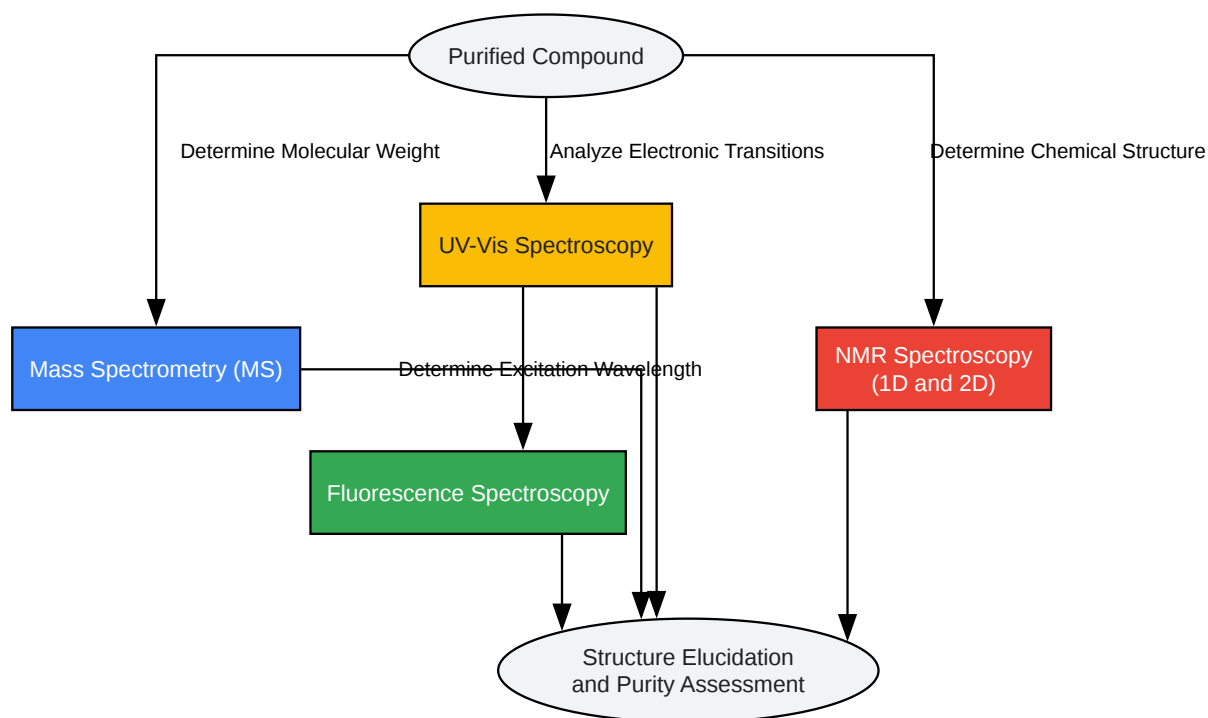 Purified Compound
Determine Molecular Weight
Analyze Electronic Transitions
Determine Chemical Structure
UV-Vis Spectroscopy
Mass Spectrometry (MS)
Determine Excitation Wavelength
NMR Spectroscopy
(1D and 2D)
Fluorescence Spectroscopy
Structure Elucidation
and Purity Assessment